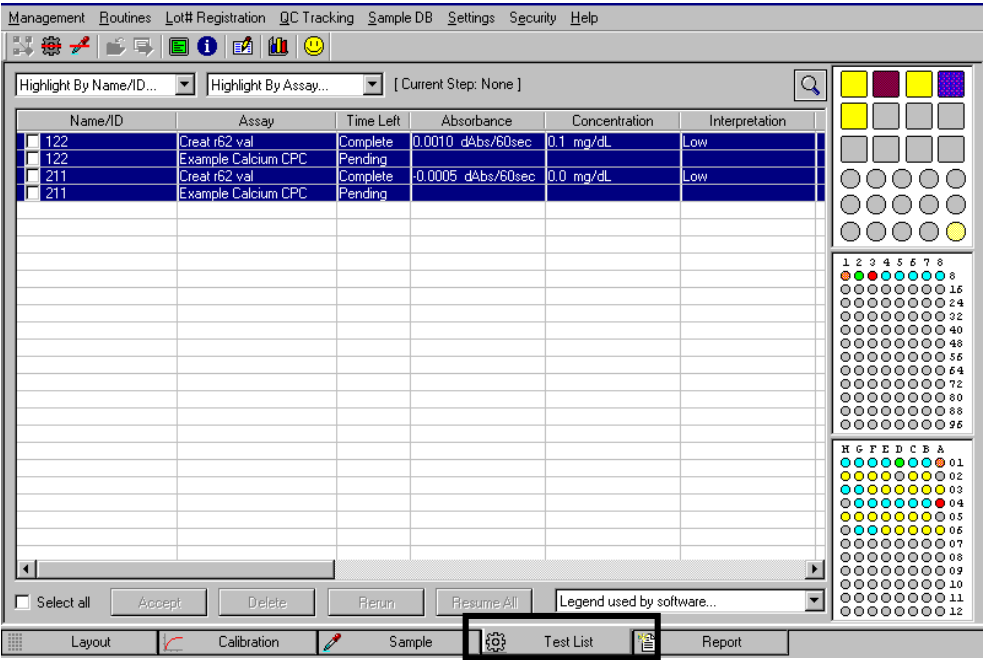 Management Routines Lot# Registration QC Tracking Sample DB Settings Security Help
Highlight By Name/ID... Highlight By Assay... [ Current Step: None ]
Name/ID Assay Time Left Absorbance Concentration Interpretation
122 Creat r62 val Complete 0.0010 dAbs/60sec 0.1 mg/dL Low
122 Example Calcium CPC Pending
211 Creat r62 val Complete -0.0005 dAbs/60sec 0.0 mg/dL Low
211 Example Calcium CPC Pending
1 2 3 4 5 6 7 8
8
16
24
32
40
48
56
64
72
80
88
96
H G F E D C B A
01
02
03
04
05
06
07
08
09
10
11
12
Select all Accept Delete Rerun Resume All Legend used by software...
Layout Calibration Sample Test List Report